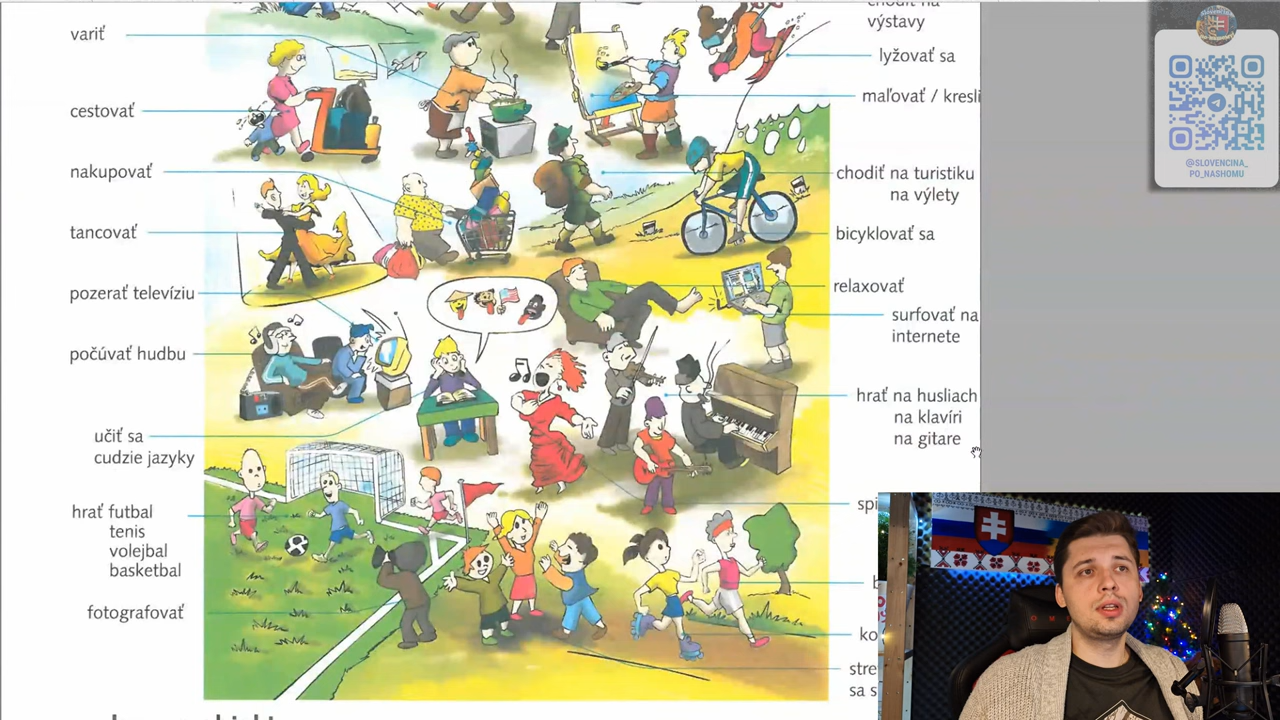 variť
cestovať
nakupovať
tancovať
pozerať televíziu
počúvať hudbu
učiť sa
cudzie jazyky
hrať futbal
tenis
volejbal
basketbal
fotografovať
výstavy
lyžovať sa
maľovať / kresli
chodiť na turistiku
na výlety
bicyklovať sa
relaxovať
surfovať na
internete
hrať na husliach
na klavíri
na gitare
@SLOVENCINA_
PO_NASHOMU